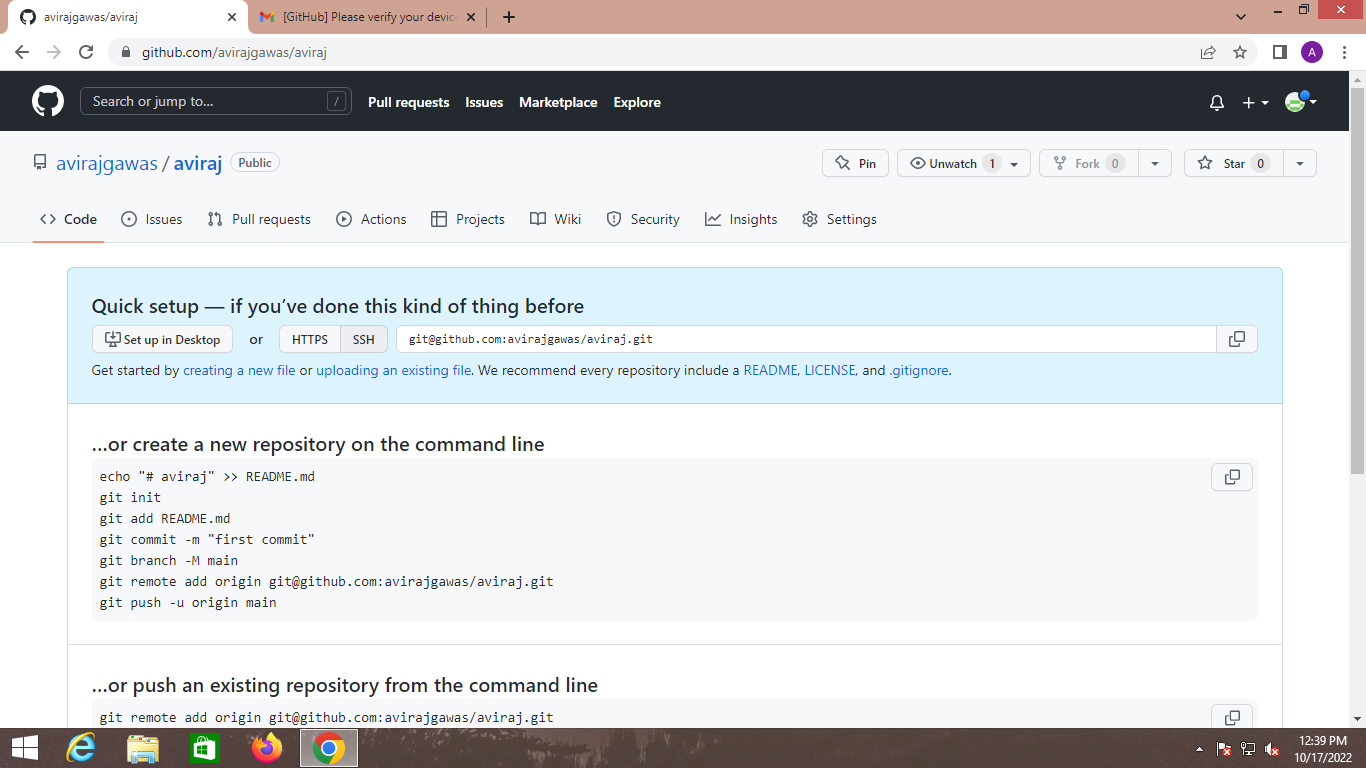 avirajgawas/aviraj
[GitHub] Please verify your device
github.com/avirajgawas/aviraj
A
Search or jump to... /
Pull requests Issues Marketplace Explore
avirajgawas / aviraj Public
Pin Unwatch 1 Fork 0 Star 0
Code Issues Pull requests Actions Projects Wiki Security Insights Settings
Quick setup — if you’ve done this kind of thing before
Set up in Desktop or HTTPS SSH git@github.com:avirajgawas/aviraj.git
Get started by creating a new file or uploading an existing file. We recommend every repository include a README, LICENSE, and .gitignore.
…or create a new repository on the command line
echo "# aviraj" >> README.md
git init
git add README.md
git commit -m "first commit"
git branch -M main
git remote add origin git@github.com:avirajgawas/aviraj.git
git push -u origin main
…or push an existing repository from the command line
git remote add origin git@github.com:avirajgawas/aviraj.git
12:39 PM
10/17/2022